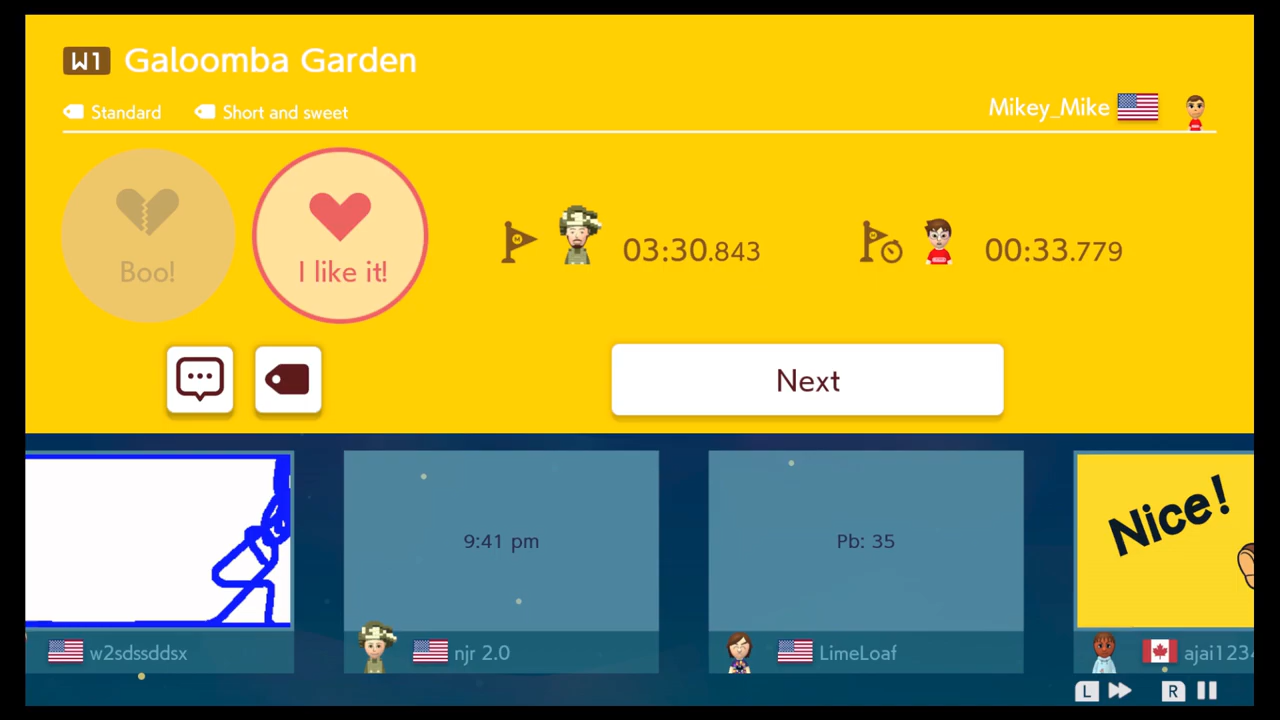 W1 Galoomba Garden
Standard Short and sweet
Mikey_Mike
Boo!
I like it!
03:30.843
00:33.779
Next
9:41 pm
Pb: 35
Nice!
w2sdssddsx
njr 2.0
LimeLoaf
ajai1234
L R